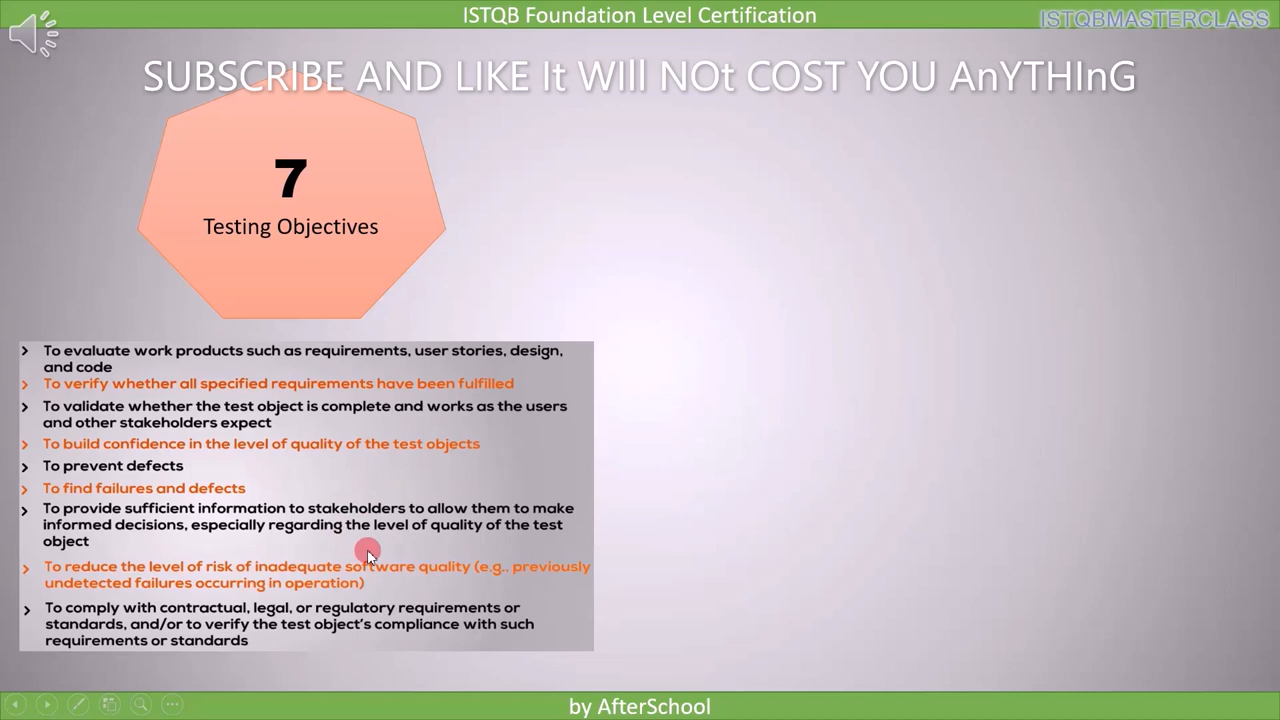 ISTQB Foundation Level Certification
ISTQBMASTERCLASS
SUBSCRIBE AND LIKE It WIll NOt COST YOU AnYTHInG
7
Testing Objectives
To evaluate work products such as requirements, user stories, design,
and code
To verify whether all specified requirements have been fulfilled
To validate whether the test object is complete and works as the users
and other stakeholders expect
To build confidence in the level of quality of the test objects
To prevent defects
To find failures and defects
To provide sufficient information to stakeholders to allow them to make
informed decisions, especially regarding the level of quality of the test
object
To reduce the level of risk of inadequate software quality (e.g., previously
undetected failures occurring in operation)
To comply with contractual, legal, or regulatory requirements or
standards, and/or to verify the test object's compliance with such
requirements or standards
by AfterSchool